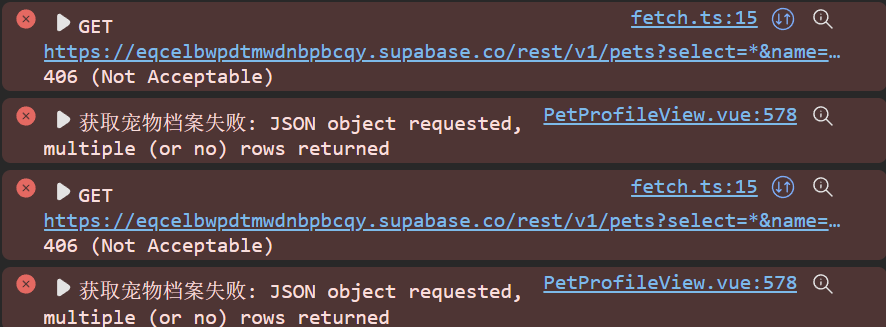 GET fetch.ts:15
https://eqcelbwpdtmwdnbpbcqy.supabase.co/rest/v1/pets?select=*&name=…
406 (Not Acceptable)
获取宠物档案失败: JSON object requested, PetProfileView.vue:578
multiple (or no) rows returned
GET fetch.ts:15
https://eqcelbwpdtmwdnbpbcqy.supabase.co/rest/v1/pets?select=*&name=…
406 (Not Acceptable)
获取宠物档案失败: JSON object requested, PetProfileView.vue:578
multiple (or no) rows returned